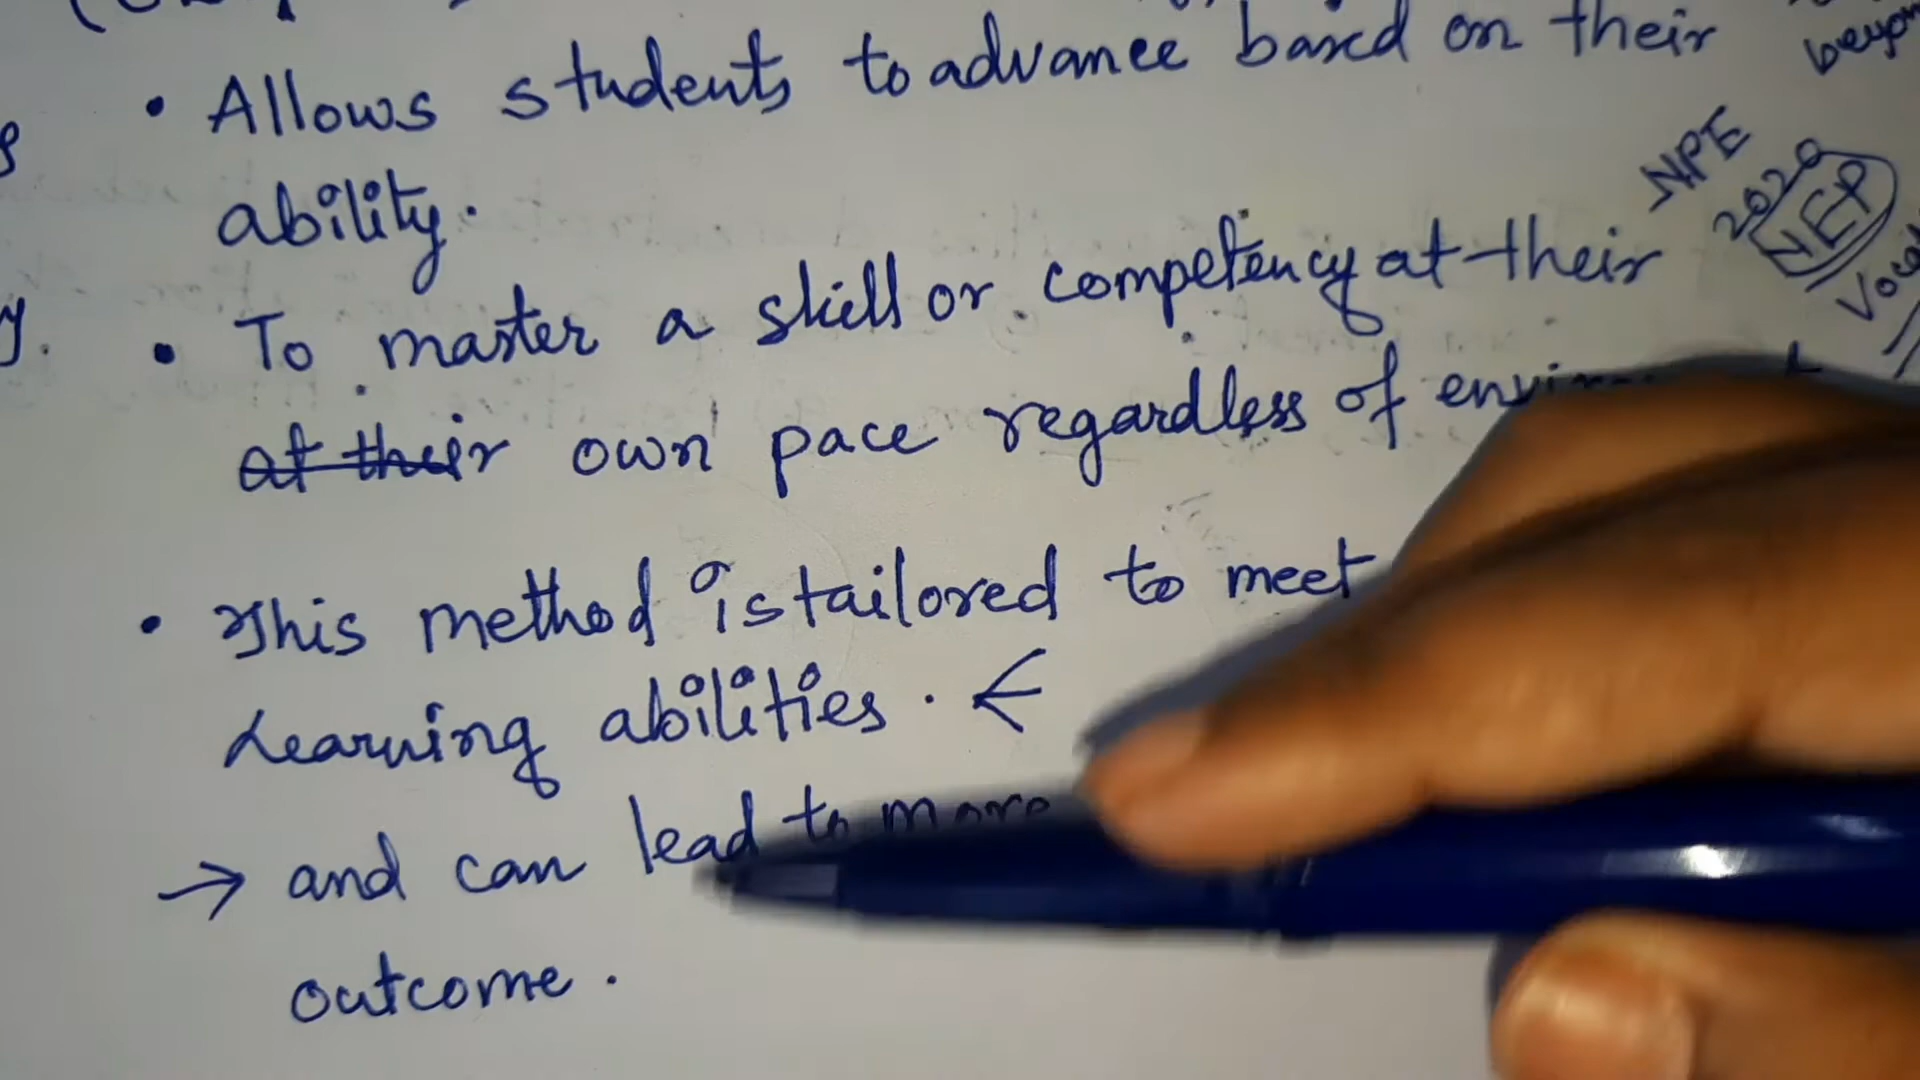 • Allows students to advance based on their
ability.
• To master a skill or competency at their
at their own pace regardless of
• This method is tailored to meet
Learning abilities. ←
→ and can lead to more
outcome.
NPE
2020
NEP